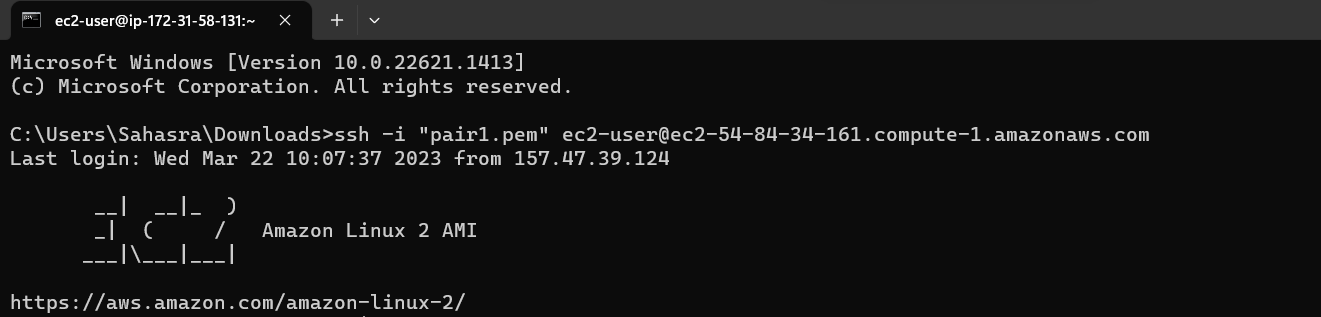 ec2-user@ip-172-31-58-131:~
Microsoft Windows [Version 10.0.22621.1413]
(c) Microsoft Corporation. All rights reserved.
C:\Users\Sahasra\Downloads>ssh -i "pair1.pem" ec2-user@ec2-54-84-34-161.compute-1.amazonaws.com
Last login: Wed Mar 22 10:07:37 2023 from 157.47.39.124
       __|  __|_  )
       _|  (     /   Amazon Linux 2 AMI
      ___|\___|___|
https://aws.amazon.com/amazon-linux-2/